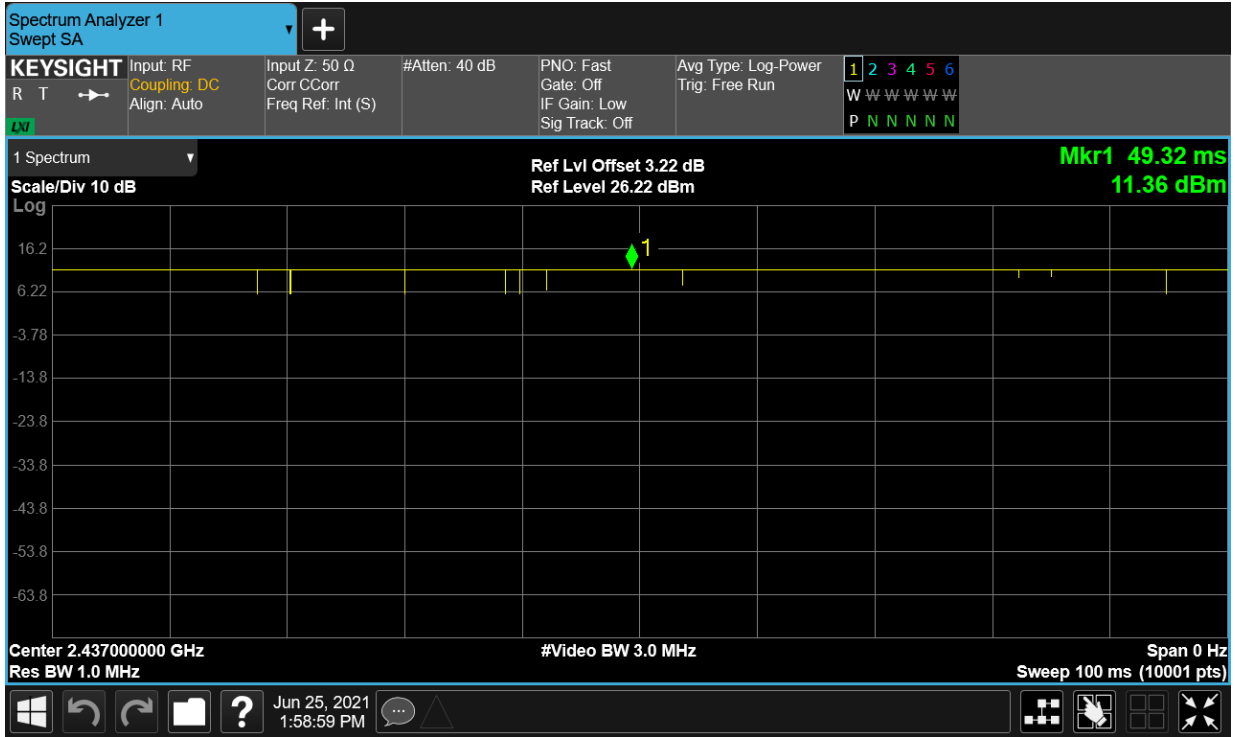 Spectrum Analyzer 1
Swept SA
KEYSIGHT
R T
LXI
Input: RF
Coupling: DC
Align: Auto
Input Z: 50 Ω
Corr CCorr
Freq Ref: Int (S)
#Atten: 40 dB
PNO: Fast
Gate: Off
IF Gain: Low
Sig Track: Off
Avg Type: Log-Power
Trig: Free Run
1 2 3 4 5 6
W W W W W W
P N N N N N
1 Spectrum
Scale/Div 10 dB
Log
Ref Lvl Offset 3.22 dB
Ref Level 26.22 dBm
Mkr1 49.32 ms
11.36 dBm
1
16.2
6.22
-3.78
-13.8
-23.8
-33.8
-43.8
-53.8
-63.8
Center 2.437000000 GHz
Res BW 1.0 MHz
#Video BW 3.0 MHz
Span 0 Hz
Sweep 100 ms (10001 pts)
?
Jun 25, 2021
1:58:59 PM